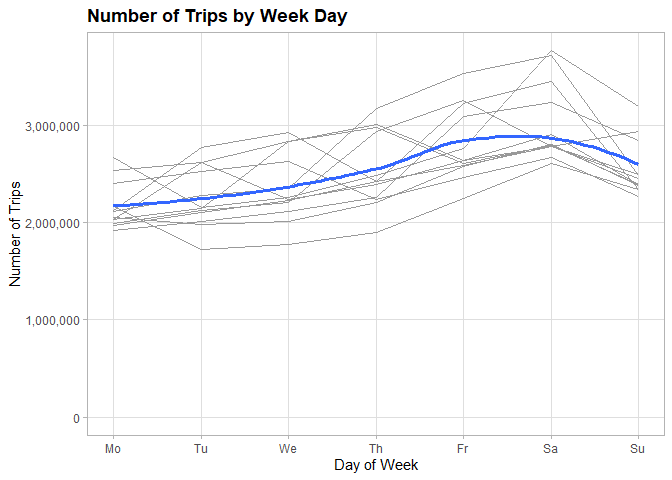 Number of Trips by Week Day
Number of Trips
3,000,000
2,000,000
1,000,000
0
Mo Tu We Th Fr Sa Su
Day of Week